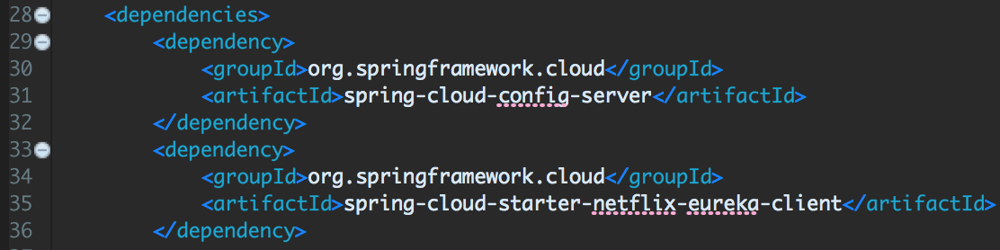 28 <dependencies>
29 <dependency>
30 <groupId>org.springframework.cloud</groupId>
31 <artifactId>spring-cloud-config-server</artifactId>
32 </dependency>
33 <dependency>
34 <groupId>org.springframework.cloud</groupId>
35 <artifactId>spring-cloud-starter-netflix-eureka-client</artifactId>
36 </dependency>